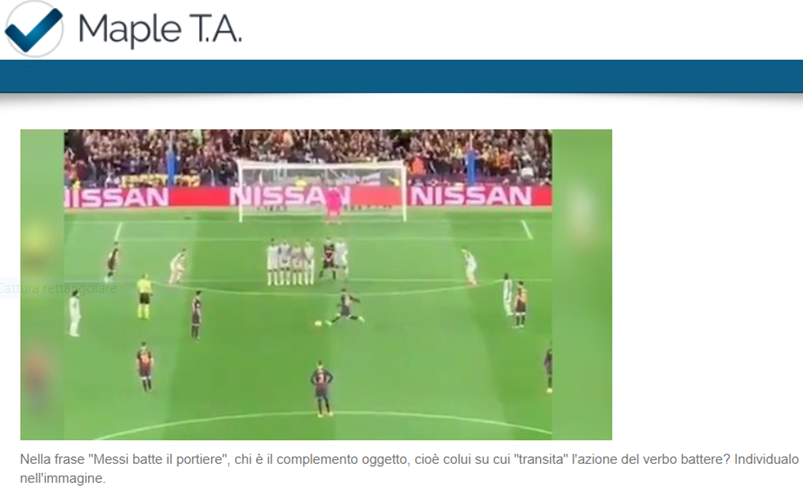 Maple T.A.
NISSAN NISSAN NISSAN
Cattura rettangolare
Nella frase "Messi batte il portiere", chi è il complemento oggetto, cioè colui su cui "transita" l'azione del verbo battere? Individualo
nell'immagine.